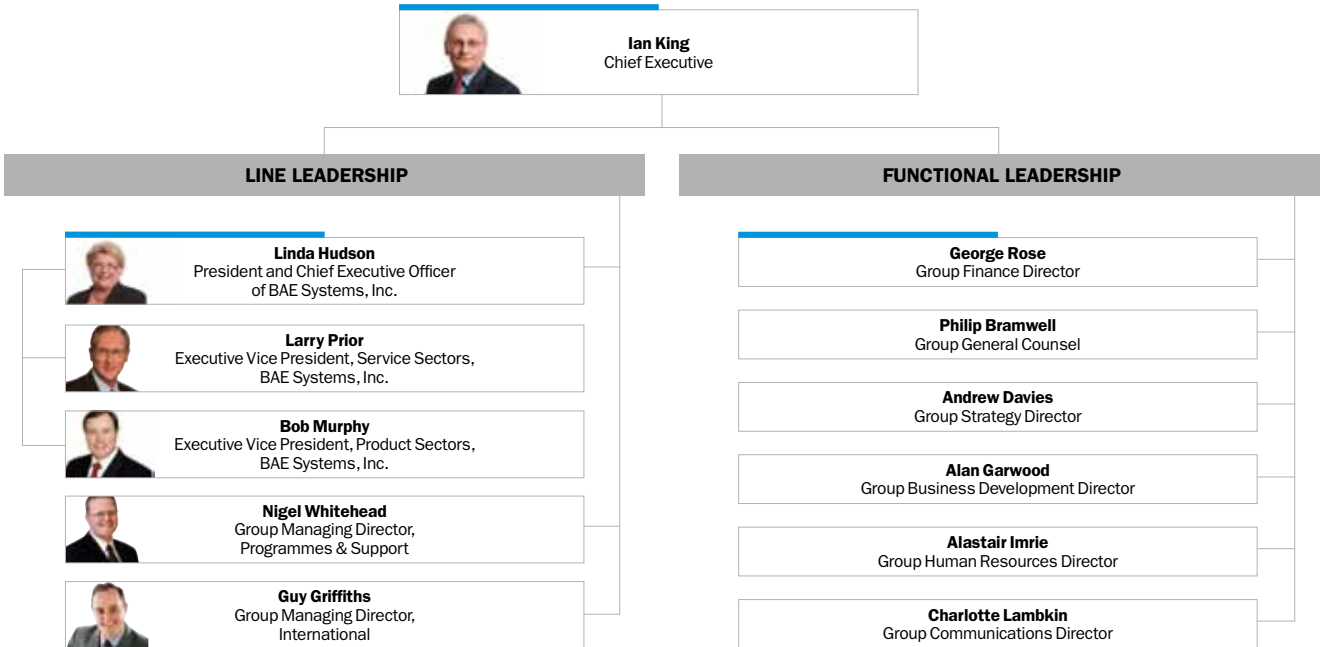 Ian King
Chief Executive
LINE LEADERSHIP
Linda Hudson
President and Chief Executive Officer
of BAE Systems, Inc.
Larry Prior
Executive Vice President, Service Sectors,
BAE Systems, Inc.
Bob Murphy
Executive Vice President, Product Sectors,
BAE Systems, Inc.
Nigel Whitehead
Group Managing Director,
Programmes & Support
Guy Griffiths
Group Managing Director,
International
FUNCTIONAL LEADERSHIP
George Rose
Group Finance Director
Philip Bramwell
Group General Counsel
Andrew Davies
Group Strategy Director
Alan Garwood
Group Business Development Director
Alastair Imrie
Group Human Resources Director
Charlotte Lambkin
Group Communications Director